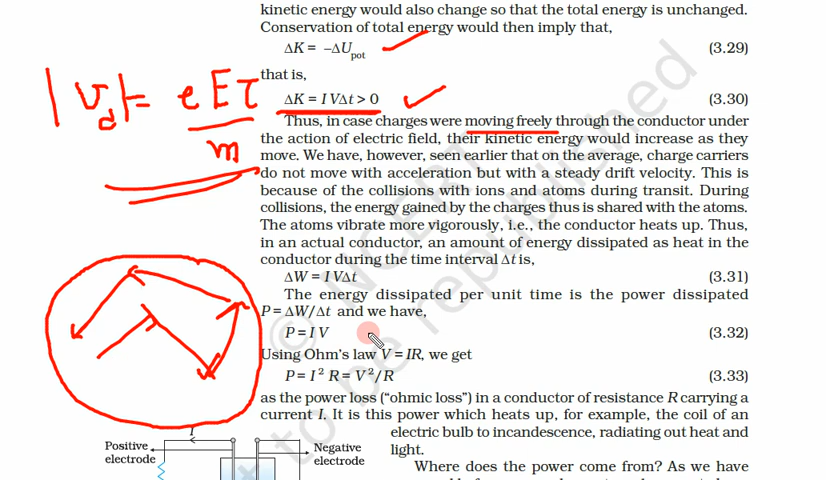 kinetic energy would also change so that the total energy is unchanged.
Conservation of total energy would then imply that,
ΔK = –ΔU_pot (3.29)
that is,
ΔK = I VΔt > 0 (3.30)
|v_d| = eEτ/m
Thus, in case charges were moving freely through the conductor under
the action of electric field, their kinetic energy would increase as they
move. We have, however, seen earlier that on the average, charge carriers
do not move with acceleration but with a steady drift velocity. This is
because of the collisions with ions and atoms during transit. During
collisions, the energy gained by the charges thus is shared with the atoms.
The atoms vibrate more vigorously, i.e., the conductor heats up. Thus,
in an actual conductor, an amount of energy dissipated as heat in the
conductor during the time interval Δt is,
ΔW = I VΔt (3.31)
The energy dissipated per unit time is the power dissipated
P = ΔW/Δt and we have,
P = I V (3.32)
Using Ohm's law V = IR, we get
P = I² R = V²/R (3.33)
as the power loss ("ohmic loss") in a conductor of resistance R carrying a
current I. It is this power which heats up, for example, the coil of an
electric bulb to incandescence, radiating out heat and
light.
Where does the power come from? As we have
I
Positive
electrode
Negative
electrode
© NCERT
not to be republished